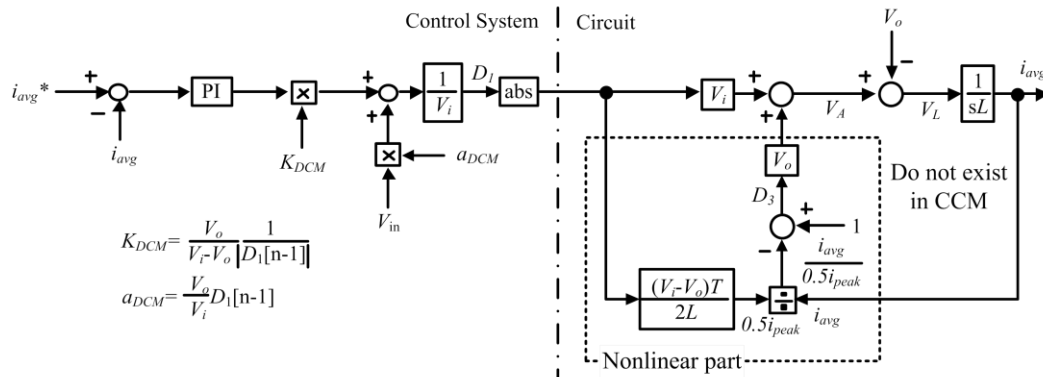 Control System
Circuit
V_o
i_avg*
+
−
i_avg
PI
×
K_DCM
+
+
×
a_DCM
V_in
1
V_i
D_1
abs
V_i
+
+
V_A
+
−
V_L
1
sL
i_avg
V_o
D_3
Do not exist
in CCM
+
−
1
i_avg
0.5i_peak
(V_i-V_o)T
2L
÷
0.5i_peak
i_avg
Nonlinear part
K_DCM= V_o/(V_i-V_o) |1/D_1[n-1]|
a_DCM= V_o/V_i D_1[n-1]